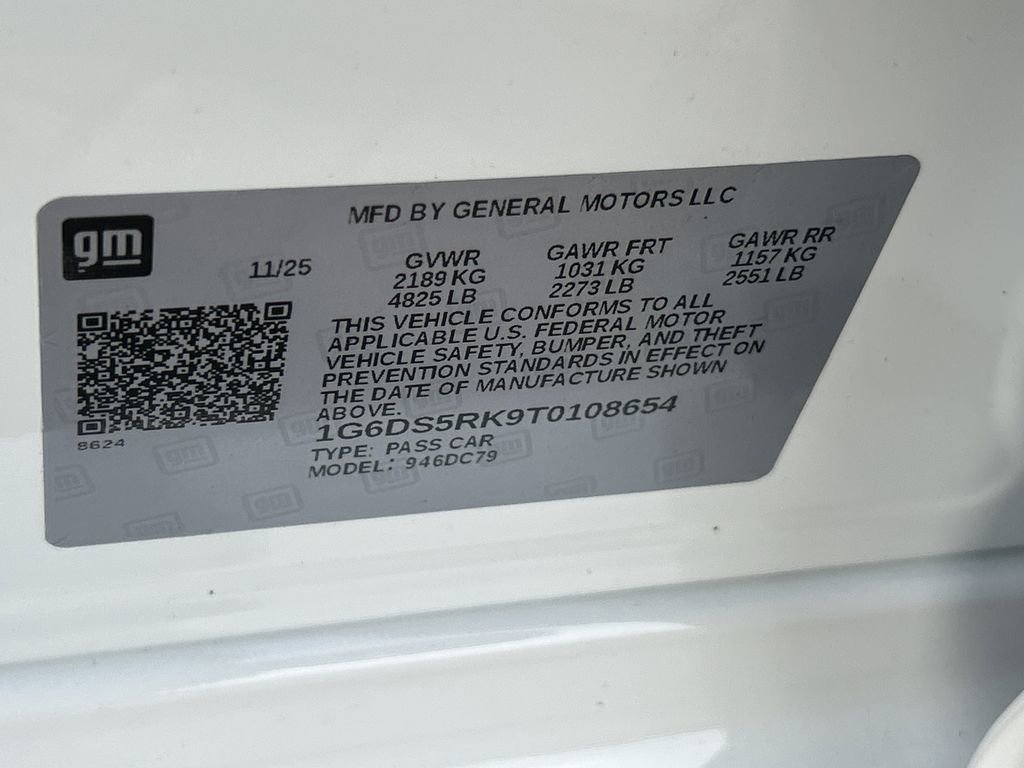 gm
MFD BY GENERAL MOTORS LLC
11/25
GVWR
2189 KG
4825 LB
GAWR FRT
1031 KG
2273 LB
GAWR RR
1157 KG
2551 LB
THIS VEHICLE CONFORMS TO ALL
APPLICABLE U.S. FEDERAL MOTOR
VEHICLE SAFETY, BUMPER, AND THEFT
PREVENTION STANDARDS IN EFFECT ON
THE DATE OF MANUFACTURE SHOWN
ABOVE.
1G6DS5RK9T0108654
TYPE: PASS CAR
MODEL: 946DC79
8624